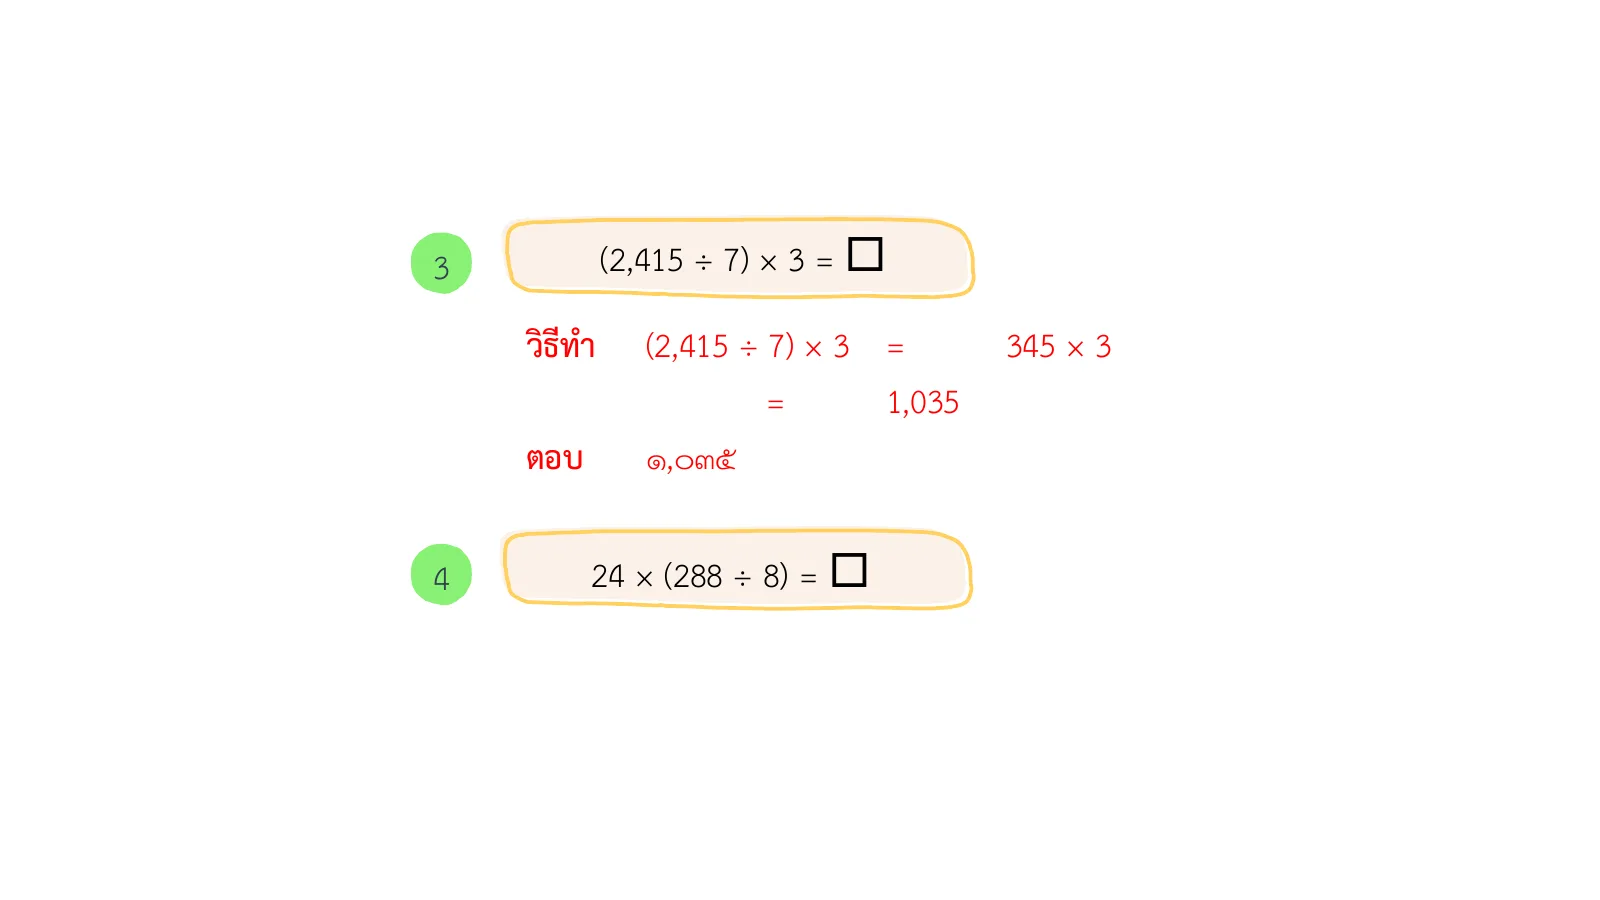 3 (2,415 ÷ 7) × 3 = □
วิธีทำ (2,415 ÷ 7) × 3 = 345 × 3
= 1,035
ตอบ ๑,๐๓๕
4 24 × (288 ÷ 8) = □